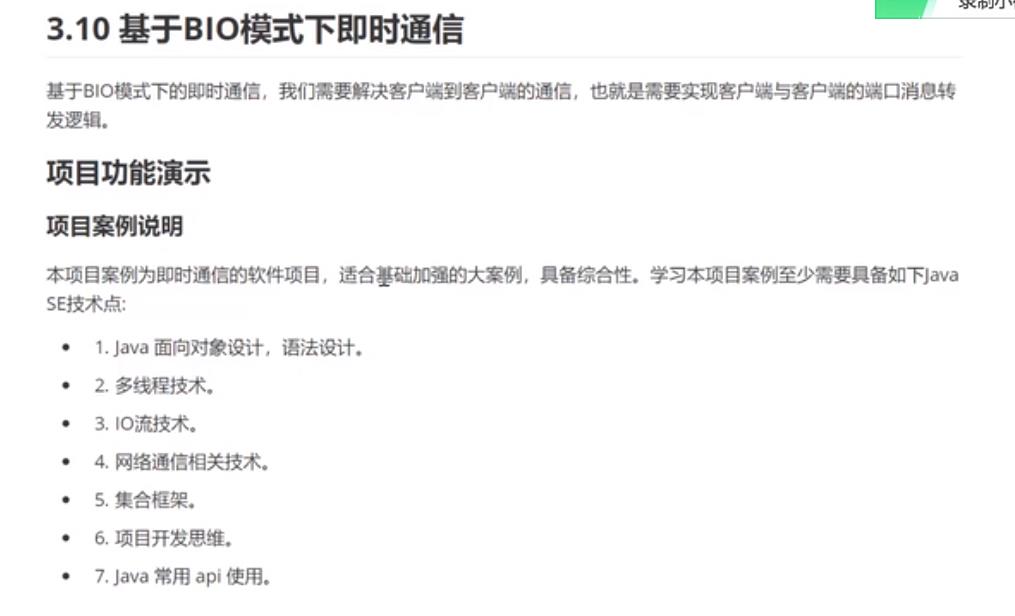 录制小
3.10 基于BIO模式下即时通信
基于BIO模式下的即时通信，我们需要解决客户端到客户端的通信，也就是需要实现客户端与客户端的端口消息转
发逻辑。
项目功能演示
项目案例说明
本项目案例为即时通信的软件项目，适合基础加强的大案例，具备综合性。学习本项目案例至少需要具备如下Java
SE技术点:
1. Java 面向对象设计，语法设计。
2. 多线程技术。
3. IO流技术。
4. 网络通信相关技术。
5. 集合框架。
6. 项目开发思维。
7. Java 常用 api 使用。